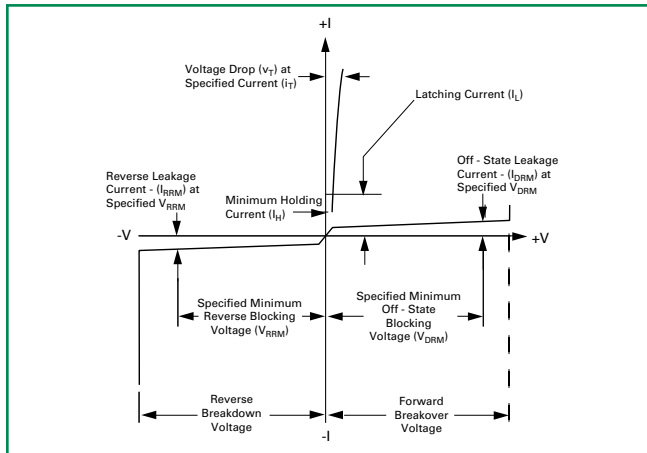 +I
Voltage Drop (vT) at
Specified Current (iT)
Latching Current (IL)
Reverse Leakage
Current - (IRRM) at
Specified VRRM
Off - State Leakage
Current - (IDRM) at
Specified VDRM
Minimum Holding
Current (IH)
-V
+V
Specified Minimum
Reverse Blocking
Voltage (VRRM)
Specified Minimum
Off - State
Blocking
Voltage (VDRM)
Reverse
Breakdown
Voltage
Forward
Breakover
Voltage
-I